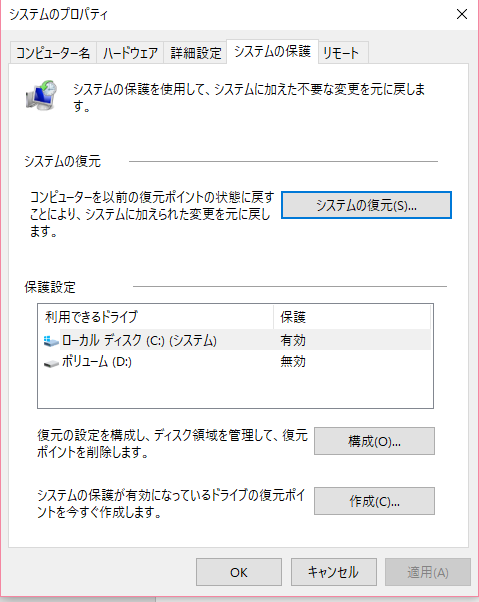 システムのプロパティ
コンピューター名 ハードウェア 詳細設定 システムの保護 リモート
システムの保護を使用して、システムに加えた不要な変更を元に戻しま
す。
システムの復元
コンピューターを以前の復元ポイントの状態に戻す
ことにより、システムに加えられた変更を元に戻し
ます。
システムの復元(S)...
保護設定
利用できるドライブ 保護
ローカル ディスク (C:) (システム) 有効
ボリューム (D:) 無効
復元の設定を構成し、ディスク領域を管理して、復元
ポイントを削除します。
構成(O)...
システムの保護が有効になっているドライブの復元ポイ
ントを今すぐ作成します。
作成(C)...
OK キャンセル 適用(A)